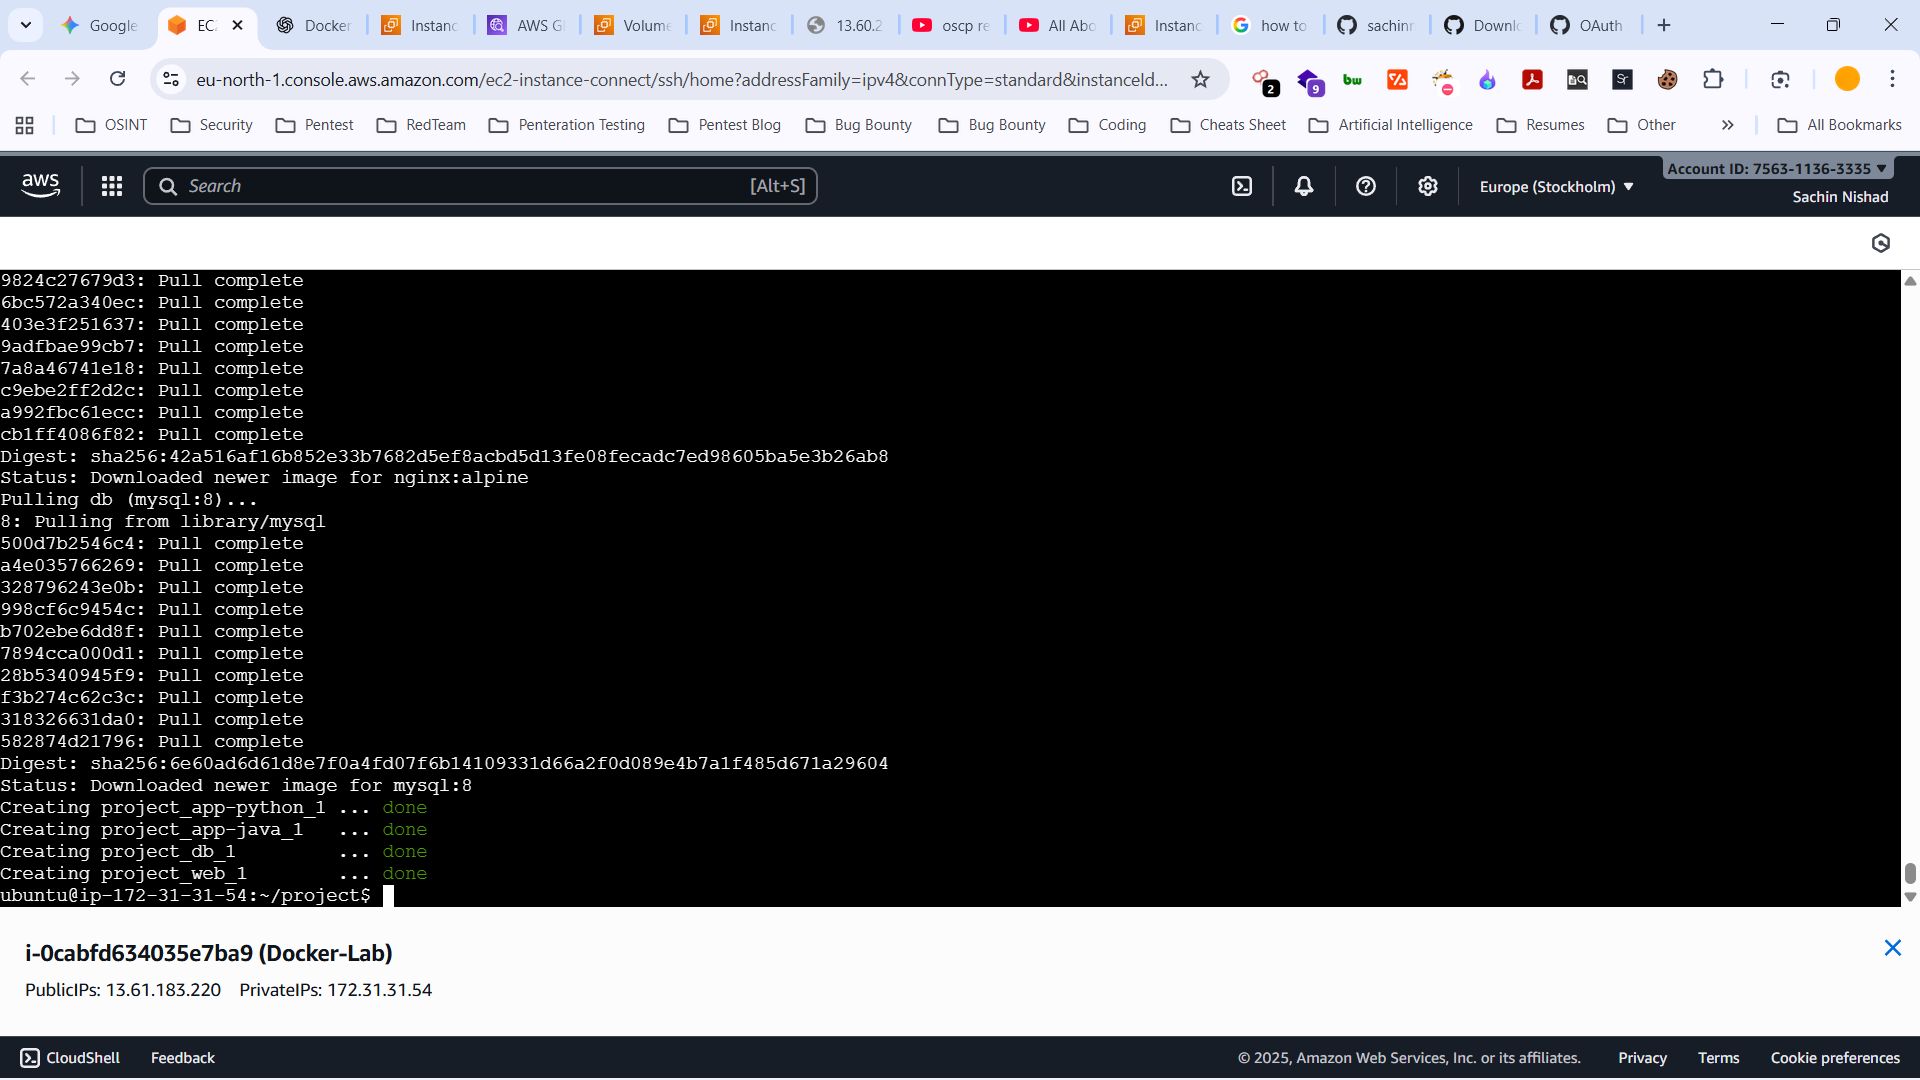 Google
EC2
Docker
Instanc
AWS Gl
Volume
Instanc
13.60.2
oscp re
All Abo
Instanc
how to
sachinn
Downlo
OAuth
eu-north-1.console.aws.amazon.com/ec2-instance-connect/ssh/home?addressFamily=ipv4&connType=standard&instanceId...
2
9
bw
Sr
OSINT
Security
Pentest
RedTeam
Penteration Testing
Pentest Blog
Bug Bounty
Bug Bounty
Coding
Cheats Sheet
Artificial Intelligence
Resumes
Other
All Bookmarks
aws
Search
[Alt+S]
Europe (Stockholm)
Account ID: 7563-1136-3335
Sachin Nishad
9824c27679d3: Pull complete
6bc572a340ec: Pull complete
403e3f251637: Pull complete
9adfbae99cb7: Pull complete
7a8a46741e18: Pull complete
c9ebe2ff2d2c: Pull complete
a992fbc61ecc: Pull complete
cb1ff4086f82: Pull complete
Digest: sha256:42a516af16b852e33b7682d5ef8acbd5d13fe08fecadc7ed98605ba5e3b26ab8
Status: Downloaded newer image for nginx:alpine
Pulling db (mysql:8)...
8: Pulling from library/mysql
500d7b2546c4: Pull complete
a4e035766269: Pull complete
328796243e0b: Pull complete
998cf6c9454c: Pull complete
b702ebe6dd8f: Pull complete
7894cca000d1: Pull complete
28b5340945f9: Pull complete
f3b274c62c3c: Pull complete
318326631da0: Pull complete
582874d21796: Pull complete
Digest: sha256:6e60ad6d61d8e7f0a4fd07f6b14109331d66a2f0d089e4b7a1f485d671a29604
Status: Downloaded newer image for mysql:8
Creating project_app-python_1 ... done
Creating project_app-java_1   ... done
Creating project_db_1         ... done
Creating project_web_1        ... done
ubuntu@ip-172-31-31-54:~/project$
i-0cabfd634035e7ba9 (Docker-Lab)
PublicIPs: 13.61.183.220 PrivateIPs: 172.31.31.54
CloudShell
Feedback
© 2025, Amazon Web Services, Inc. or its affiliates.
Privacy
Terms
Cookie preferences